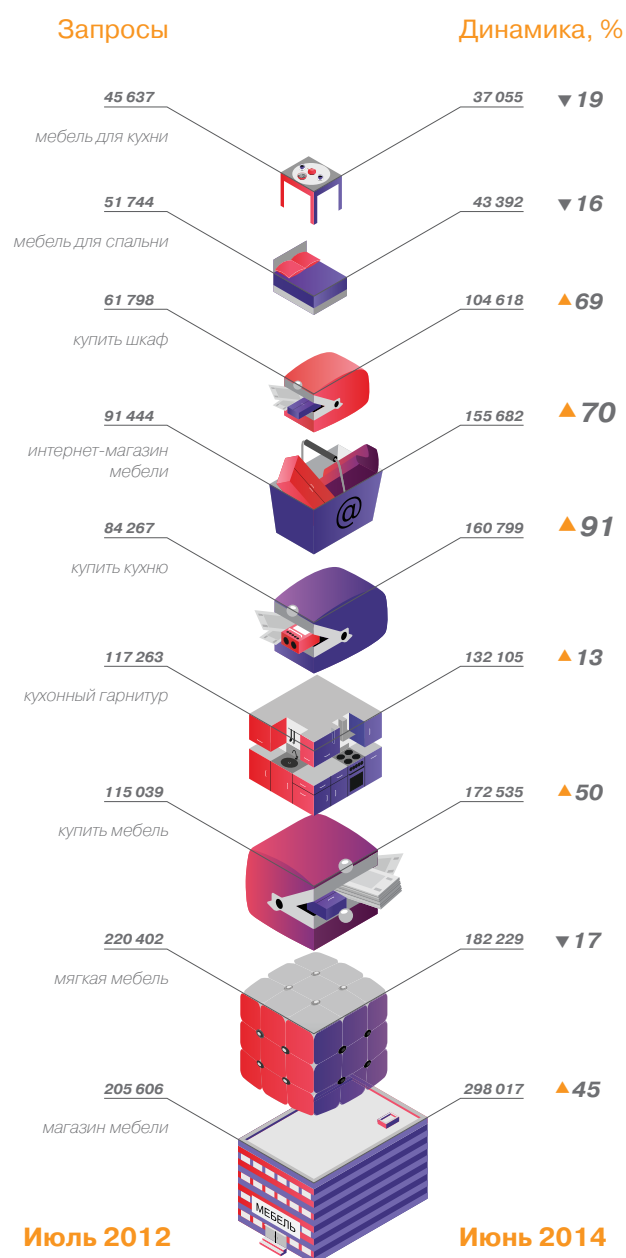 Запросы Динамика, %
45 637 37 055 ▼19
мебель для кухни
51 744 43 392 ▼16
мебель для спальни
61 798 104 618 ▲69
купить шкаф
91 444 155 682 ▲70
интернет-магазин
мебели
@
84 267 160 799 ▲91
купить кухню
117 263 132 105 ▲13
кухонный гарнитур
115 039 172 535 ▲50
купить мебель
220 402 182 229 ▼17
мягкая мебель
205 606 298 017 ▲45
магазин мебели
МЕБЕЛЬ
Июль 2012 Июнь 2014